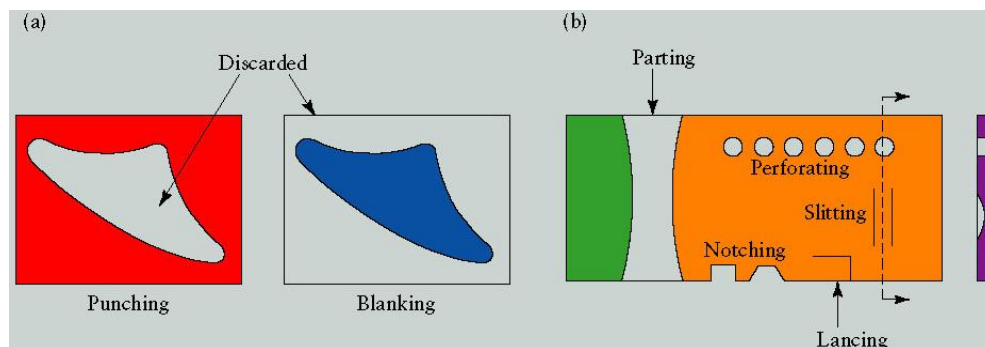 (a)
(b)
Discarded
Parting
Perforating
Slitting
Notching
Punching
Blanking
Lancing